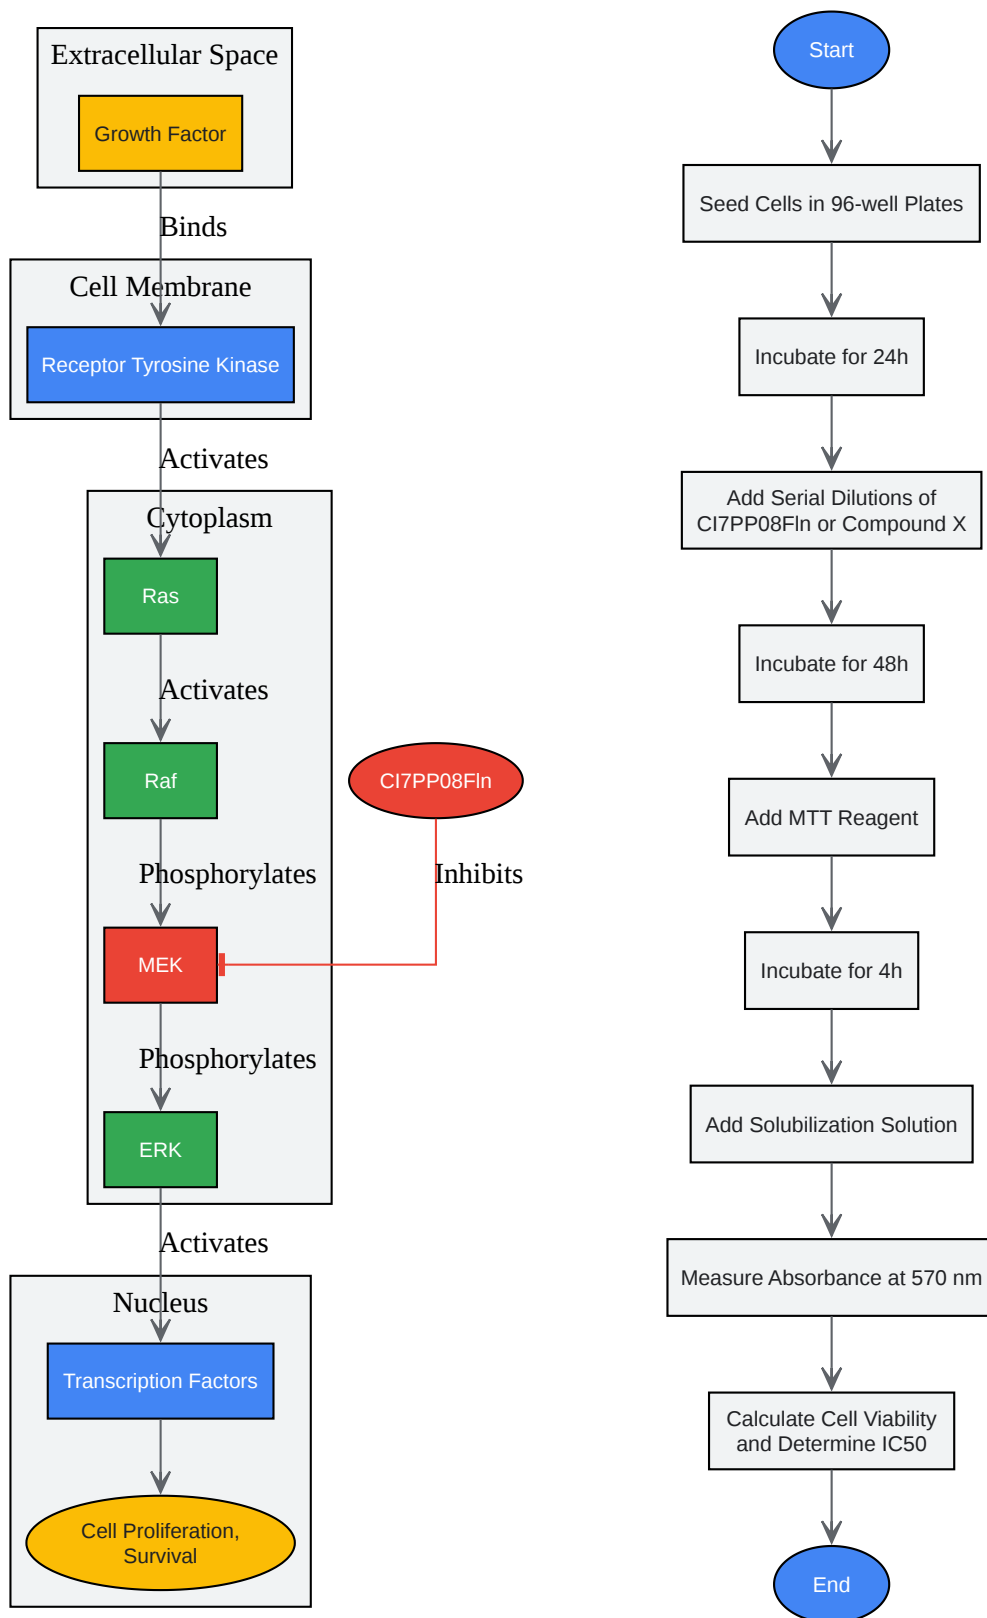 Extracellular Space
Growth Factor
Binds
Cell Membrane
Receptor Tyrosine Kinase
Activates
Cytoplasm
Ras
Activates
Raf
CI7PP08Fln
Phosphorylates
Inhibits
MEK
Phosphorylates
ERK
Activates
Nucleus
Transcription Factors
Cell Proliferation,
Survival
Start
Seed Cells in 96-well Plates
Incubate for 24h
Add Serial Dilutions of
CI7PP08Fln or Compound X
Incubate for 48h
Add MTT Reagent
Incubate for 4h
Add Solubilization Solution
Measure Absorbance at 570 nm
Calculate Cell Viability
and Determine IC50
End